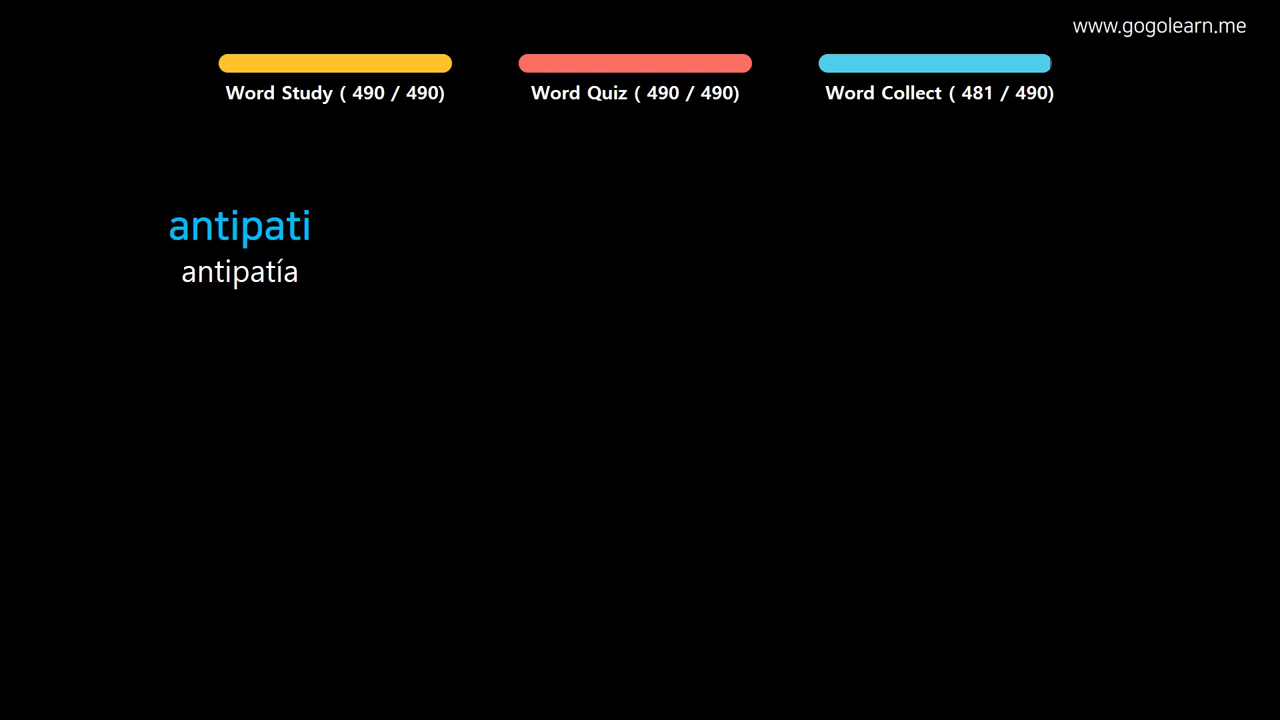 www.gogolearn.me
Word Study ( 490 / 490)
Word Quiz ( 490 / 490)
Word Collect ( 481 / 490)
antipati
antipatía